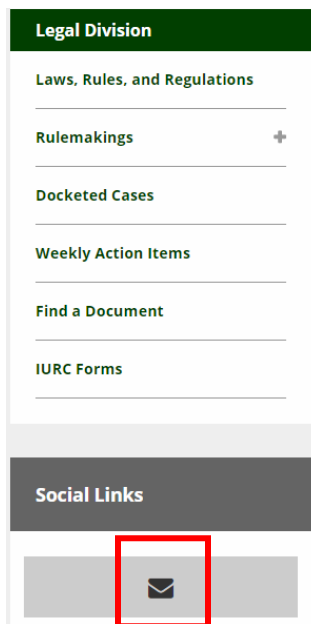 Legal Division
Laws, Rules, and Regulations
Rulemakings
Docketed Cases
Weekly Action Items
Find a Document
IURC Forms
Social Links